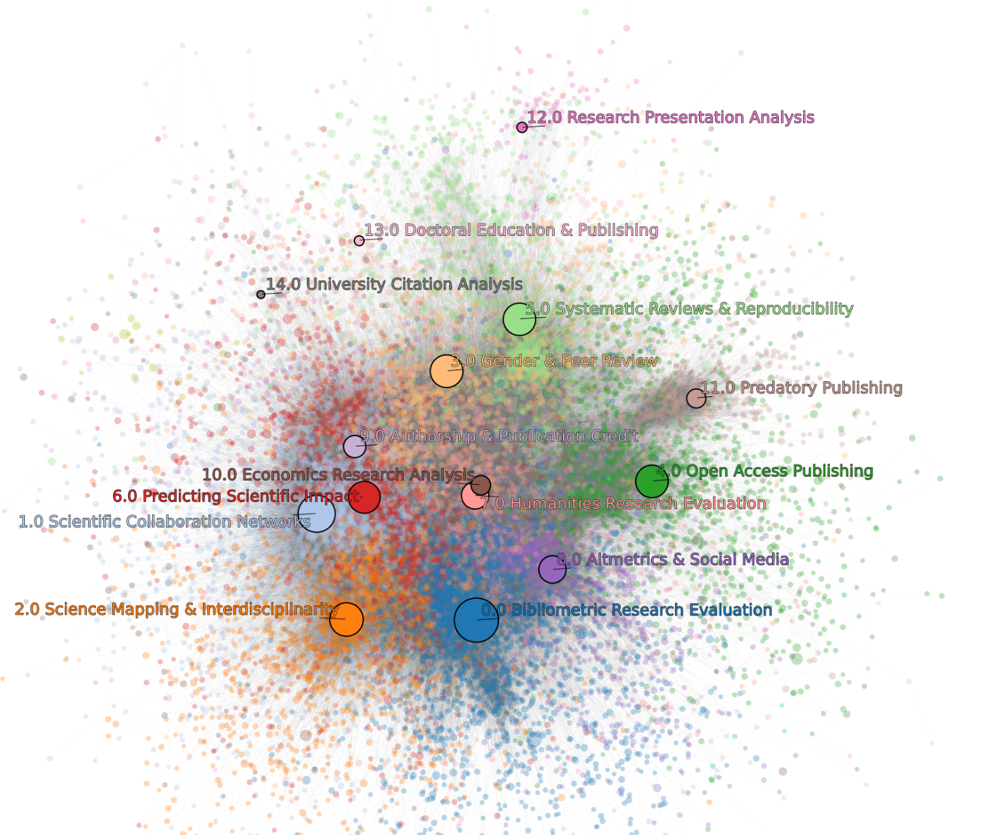 12.0 Research Presentation Analysis
13.0 Doctoral Education & Publishing
14.0 University Citation Analysis
5.0 Systematic Reviews & Reproducibility
3.0 Gender & Peer Review
11.0 Predatory Publishing
9.0 Authorship & Publication Credit
10.0 Economics Research Analysis
4.0 Open Access Publishing
6.0 Predicting Scientific Impact
7.0 Humanities Research Evaluation
1.0 Scientific Collaboration Networks
8.0 Altmetrics & Social Media
2.0 Science Mapping & Interdisciplinarity
0.0 Bibliometric Research Evaluation